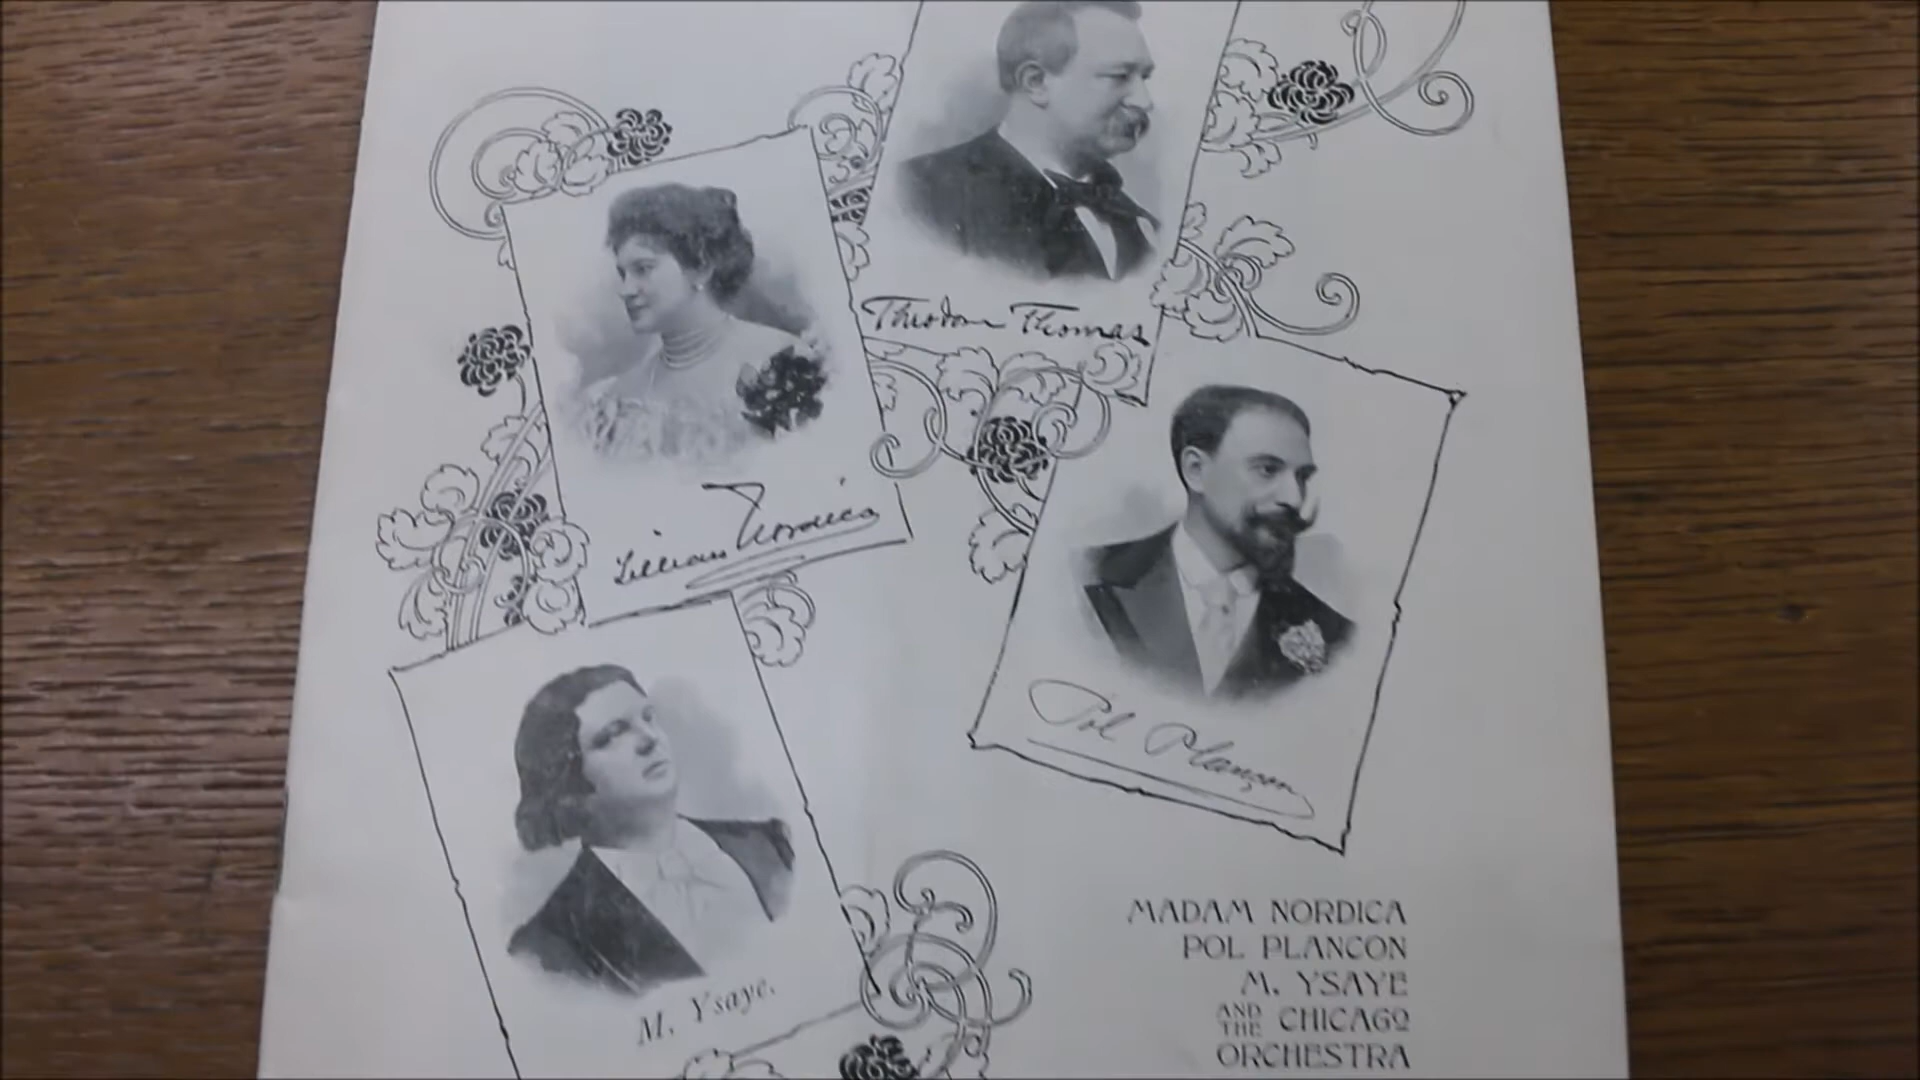 Theodore Thomas
Lillian Nordica
Pol Plançon
M. Ysaye.
MADAM NORDICA
POL PLANCON
M. YSAYE
AND THE CHICAGO
ORCHESTRA